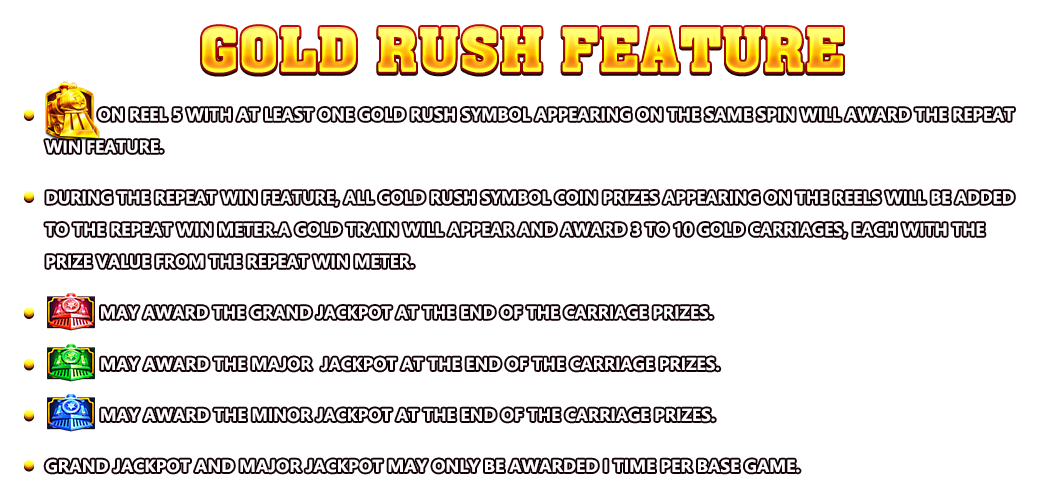 GOLD RUSH FEATURE
ON REEL 5 WITH AT LEAST ONE GOLD RUSH SYMBOL APPEARING ON THE SAME SPIN WILL AWARD THE REPEAT
WIN FEATURE.
DURING THE REPEAT WIN FEATURE, ALL GOLD RUSH SYMBOL COIN PRIZES APPEARING ON THE REELS WILL BE ADDED
TO THE REPEAT WIN METER.A GOLD TRAIN WILL APPEAR AND AWARD 3 TO 10 GOLD CARRIAGES, EACH WITH THE
PRIZE VALUE FROM THE REPEAT WIN METER.
MAY AWARD THE GRAND JACKPOT AT THE END OF THE CARRIAGE PRIZES.
MAY AWARD THE MAJOR  JACKPOT AT THE END OF THE CARRIAGE PRIZES.
MAY AWARD THE MINOR JACKPOT AT THE END OF THE CARRIAGE PRIZES.
GRAND JACKPOT AND MAJOR JACKPOT MAY ONLY BE AWARDED 1 TIME PER BASE GAME.